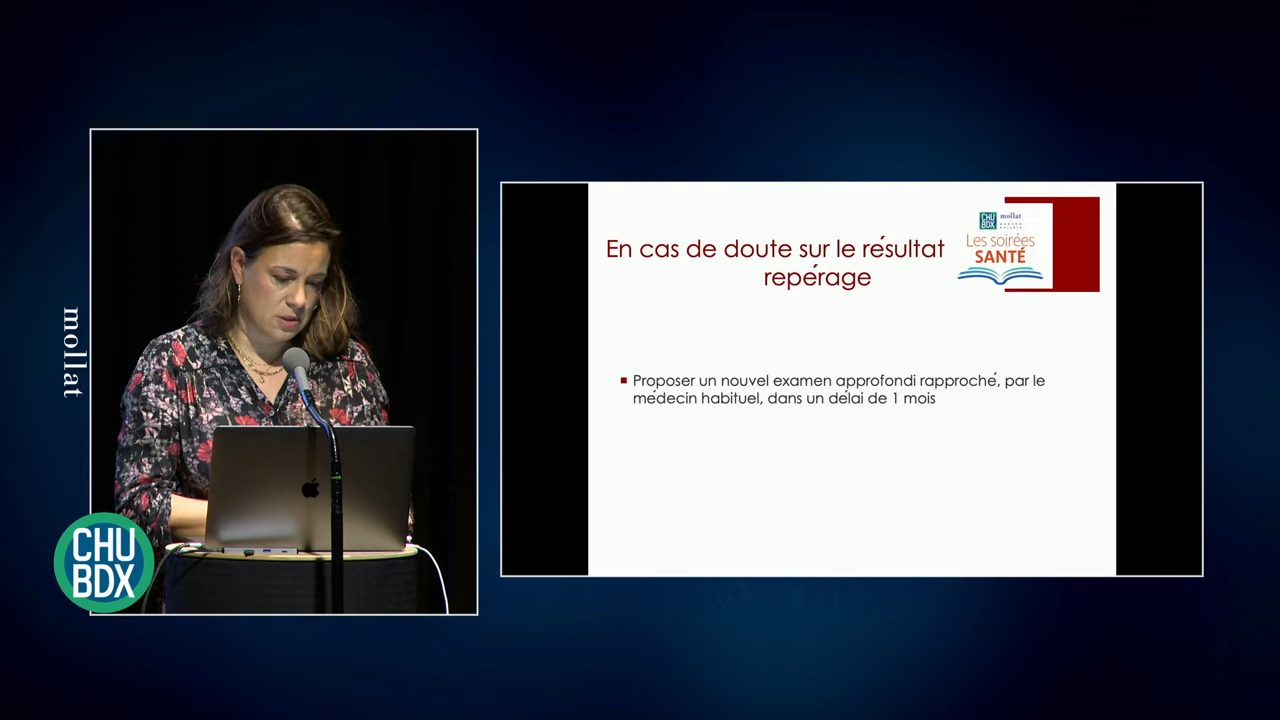 mollat
CHU
BDX
En cas de doute sur le résultat
repérage
CHU
BDX
mollat
Les soirées
SANTÉ
Proposer un nouvel examen approfondi rapproché, par le
médecin habituel, dans un délai de 1 mois